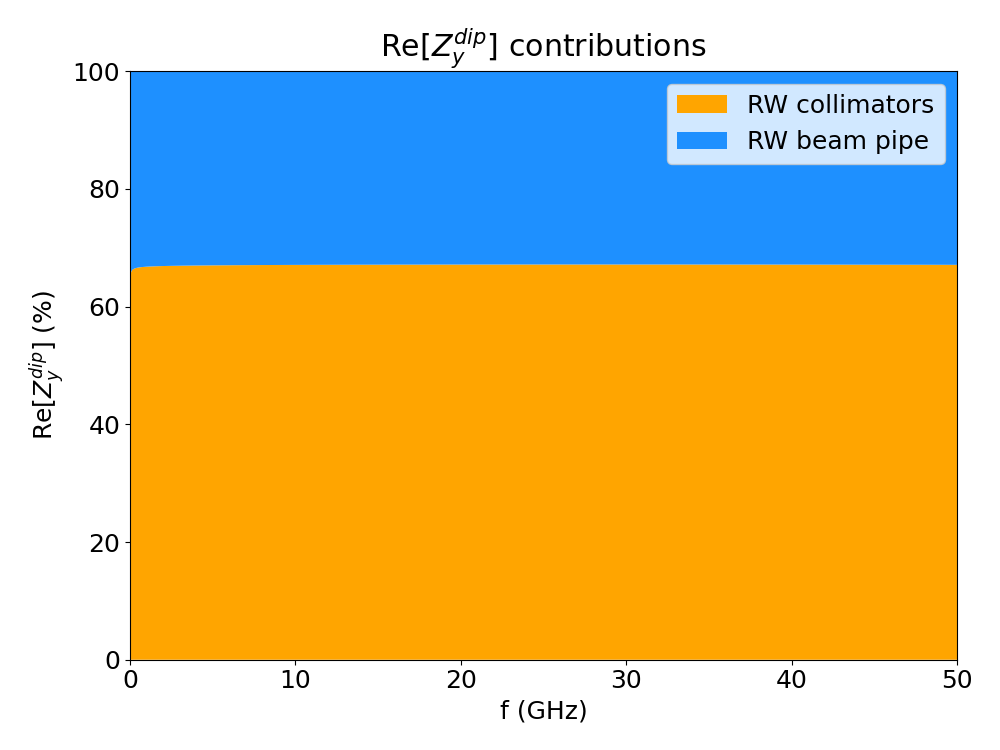 Re[Z_y^{dip}] contributions
100
80
60
40
20
0
Re[Z_y^{dip}] (%)
RW collimators
RW beam pipe
0 10 20 30 40 50
f (GHz)